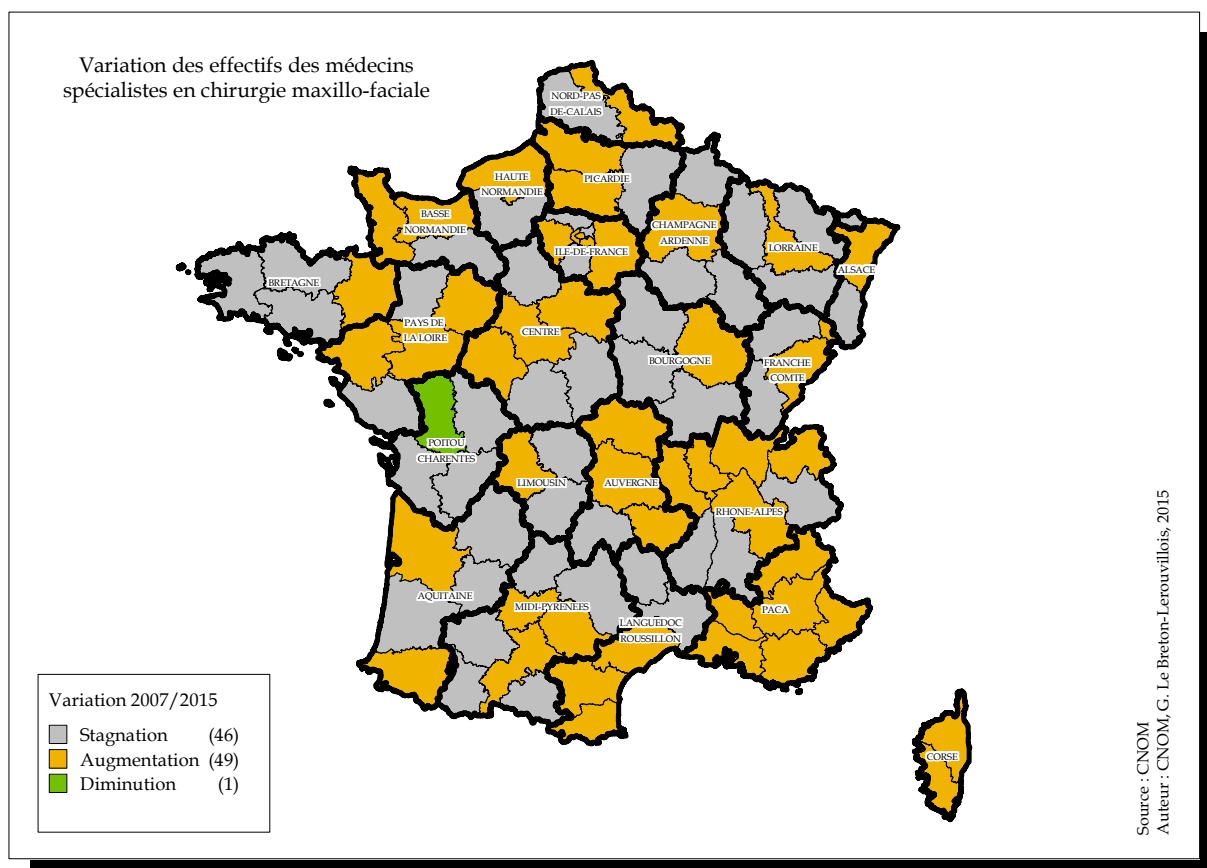 Variation des effectifs des médecins
spécialistes en chirurgie maxillo-faciale
NORD-PAS
DE-CALAIS
HAUTE
NORMANDIE
PICARDIE
BASSE
NORMANDIE
ILE-DE-FRANCE
CHAMPAGNE
ARDENNE
LORRAINE
ALSACE
BRETAGNE
PAYS DE
LA LOIRE
CENTRE
BOURGOGNE
FRANCHE
COMTE
POITOU
CHARENTES
LIMOUSIN
AUVERGNE
RHONE-ALPES
AQUITAINE
MIDI-PYRENEES
LANGUEDOC
ROUSSILLON
PACA
CORSE
Variation 2007/2015
Stagnation (46)
Augmentation (49)
Diminution (1)
Source : CNOM
Auteur : CNOM, G. Le Breton-Lerouvillois, 2015